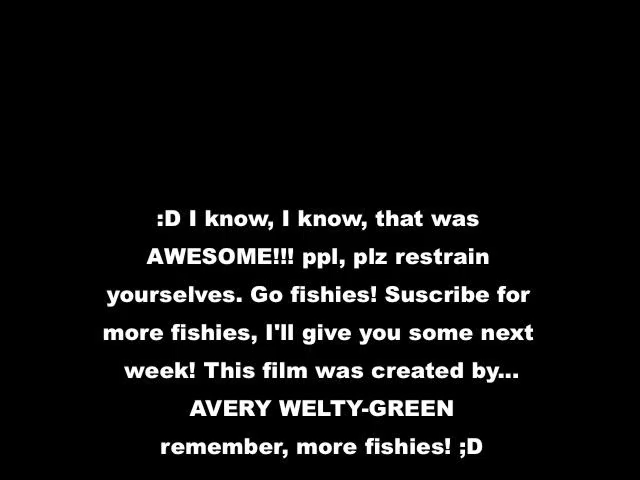 :D I know, I know, that was
AWESOME!!! ppl, plz restrain
yourselves. Go fishies! Suscribe for
more fishies, I'll give you some next
week! This film was created by...
AVERY WELTY-GREEN
remember, more fishies! ;D